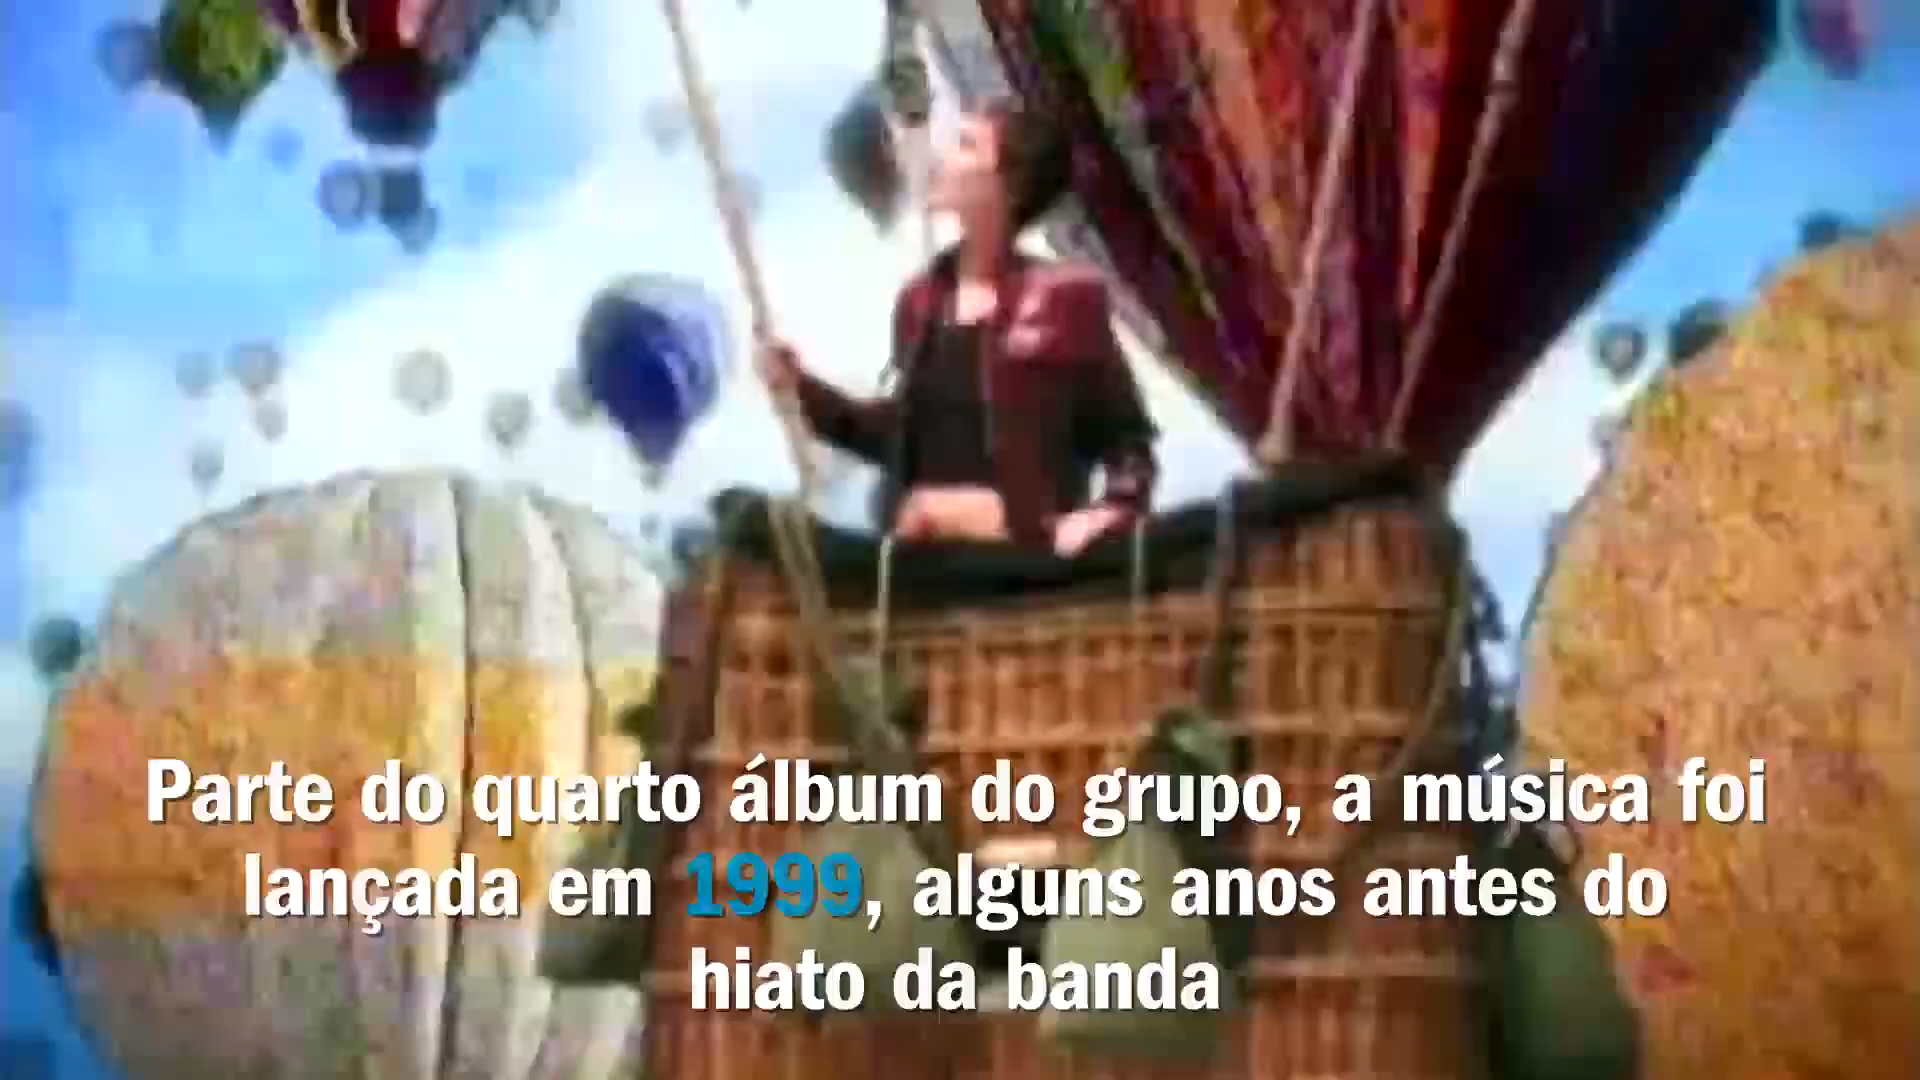 Parte do quarto álbum do grupo, a música foi
lançada em 1999, alguns anos antes do
hiato da banda